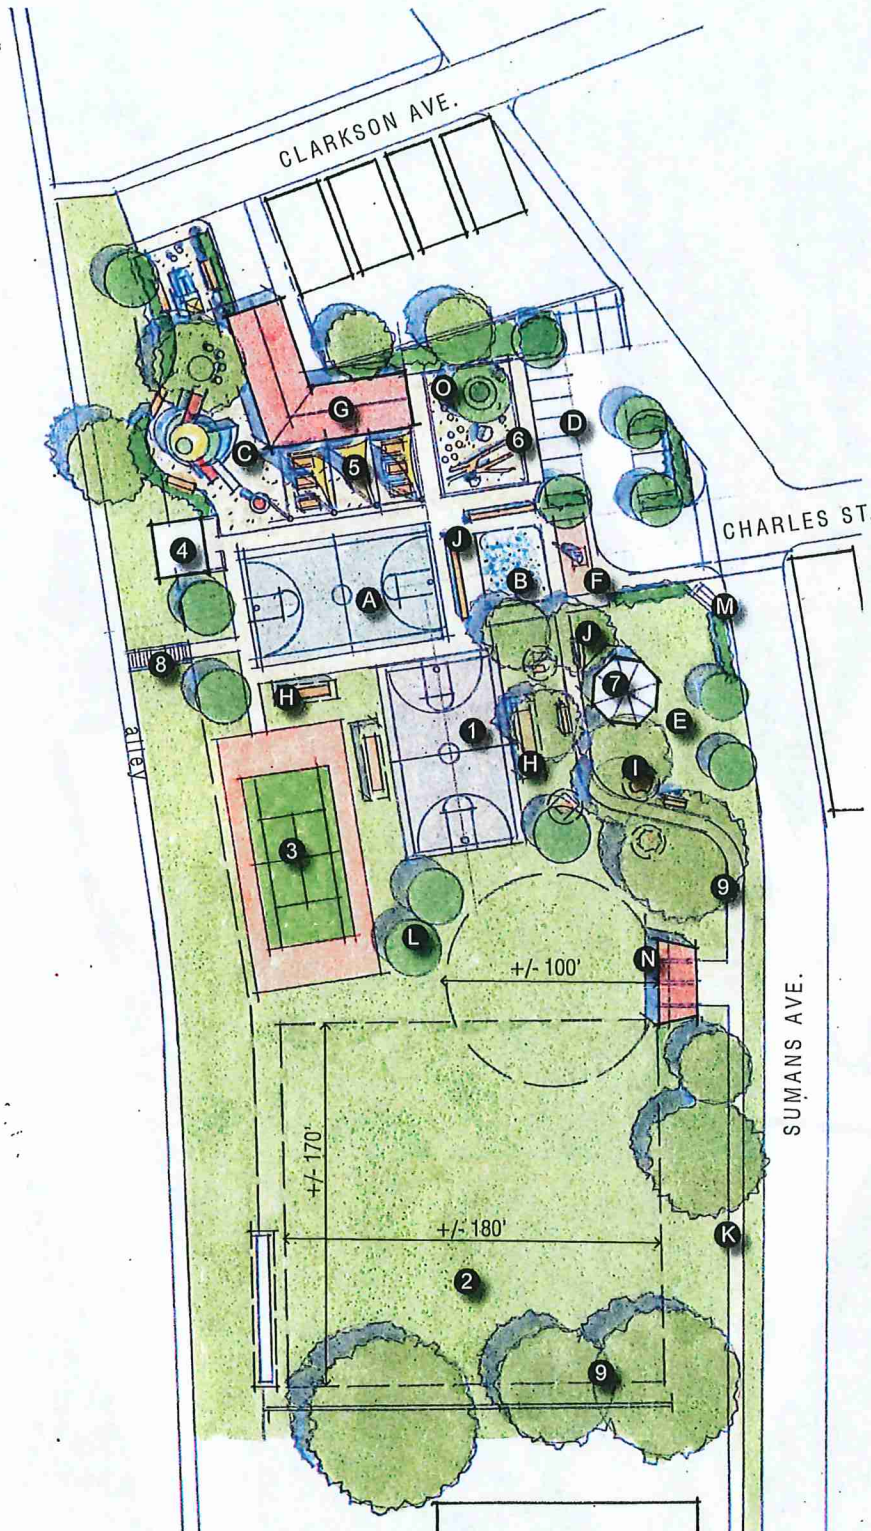 CLARKSON AVE.
O
G
6
D
C
5
J
CHARLES ST.
4
A
B
F
M
J
8
7
H
E
1
alley
H
I
3
9
L
N
+/- 100'
SUMANS AVE.
+/- 170'
+/- 180'
K
2
9